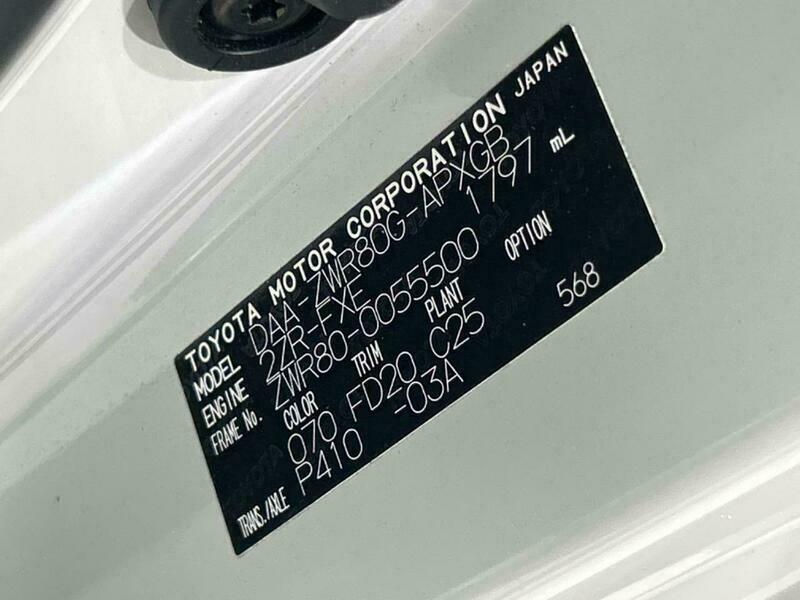 TOYOTA MOTOR CORPORATION JAPAN
MODEL DAA-ZWR80G-APXGB
ENGINE 2ZR-FXE 1797 mL
FRAME No. ZWR80-0055500
COLOR TRIM PLANT OPTION
070 FD20 C25 568
TRANS./AXLE P410 -03A